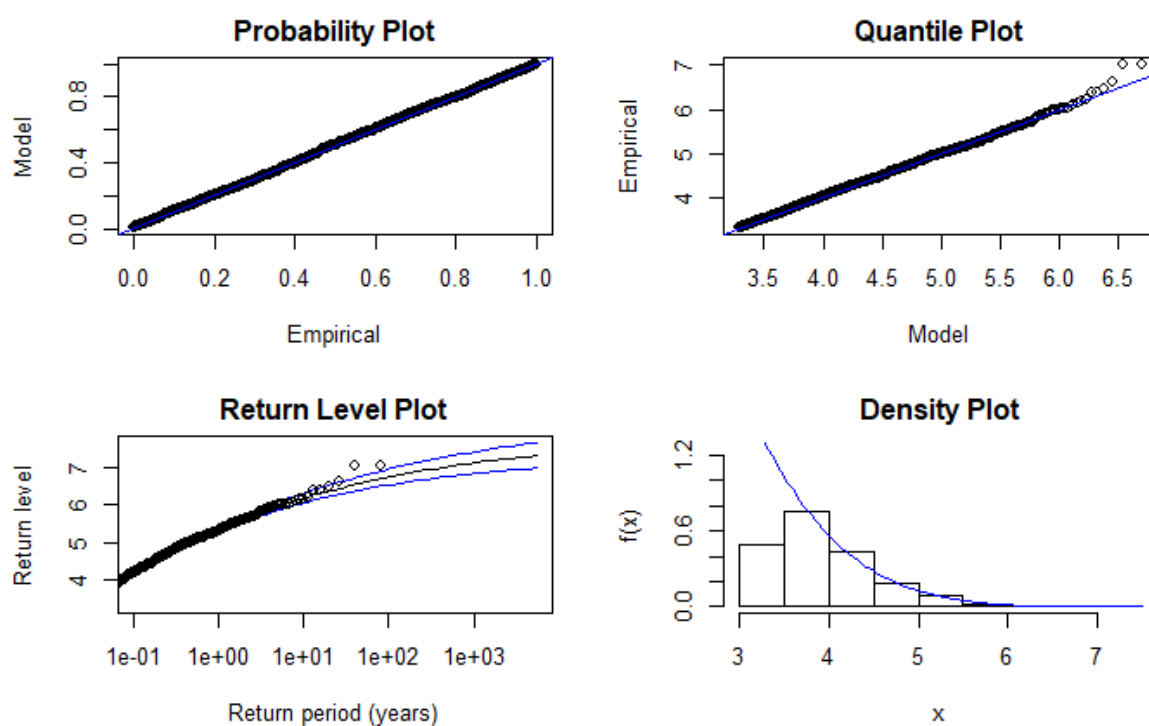 Probability Plot
Model
0.0 0.4 0.8
0.0 0.2 0.4 0.6 0.8 1.0
Empirical
Quantile Plot
Empirical
4 5 6 7
3.5 4.0 4.5 5.0 5.5 6.0 6.5
Model
Return Level Plot
Return level
4 5 6 7
1e-01 1e+00 1e+01 1e+02 1e+03
Return period (years)
Density Plot
f(x)
0.0 0.6 1.2
3 4 5 6 7
x